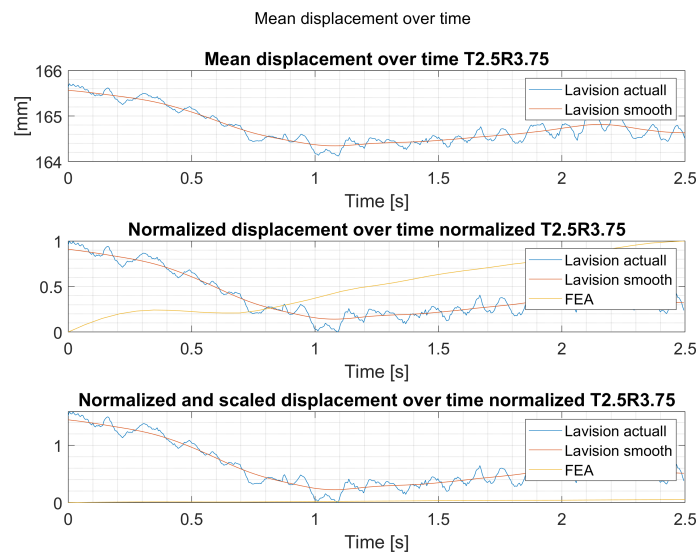 Mean displacement over time
Mean displacement over time T2.5R3.75
166
165
164
[mm]
Lavision actuall
Lavision smooth
0 0.5 1 1.5 2 2.5
Time [s]
Normalized displacement over time normalized T2.5R3.75
1
0.5
0
Lavision actuall
Lavision smooth
FEA
0 0.5 1 1.5 2 2.5
Time [s]
Normalized and scaled displacement over time normalized T2.5R3.75
1
0
Lavision actuall
Lavision smooth
FEA
0 0.5 1 1.5 2 2.5
Time [s]